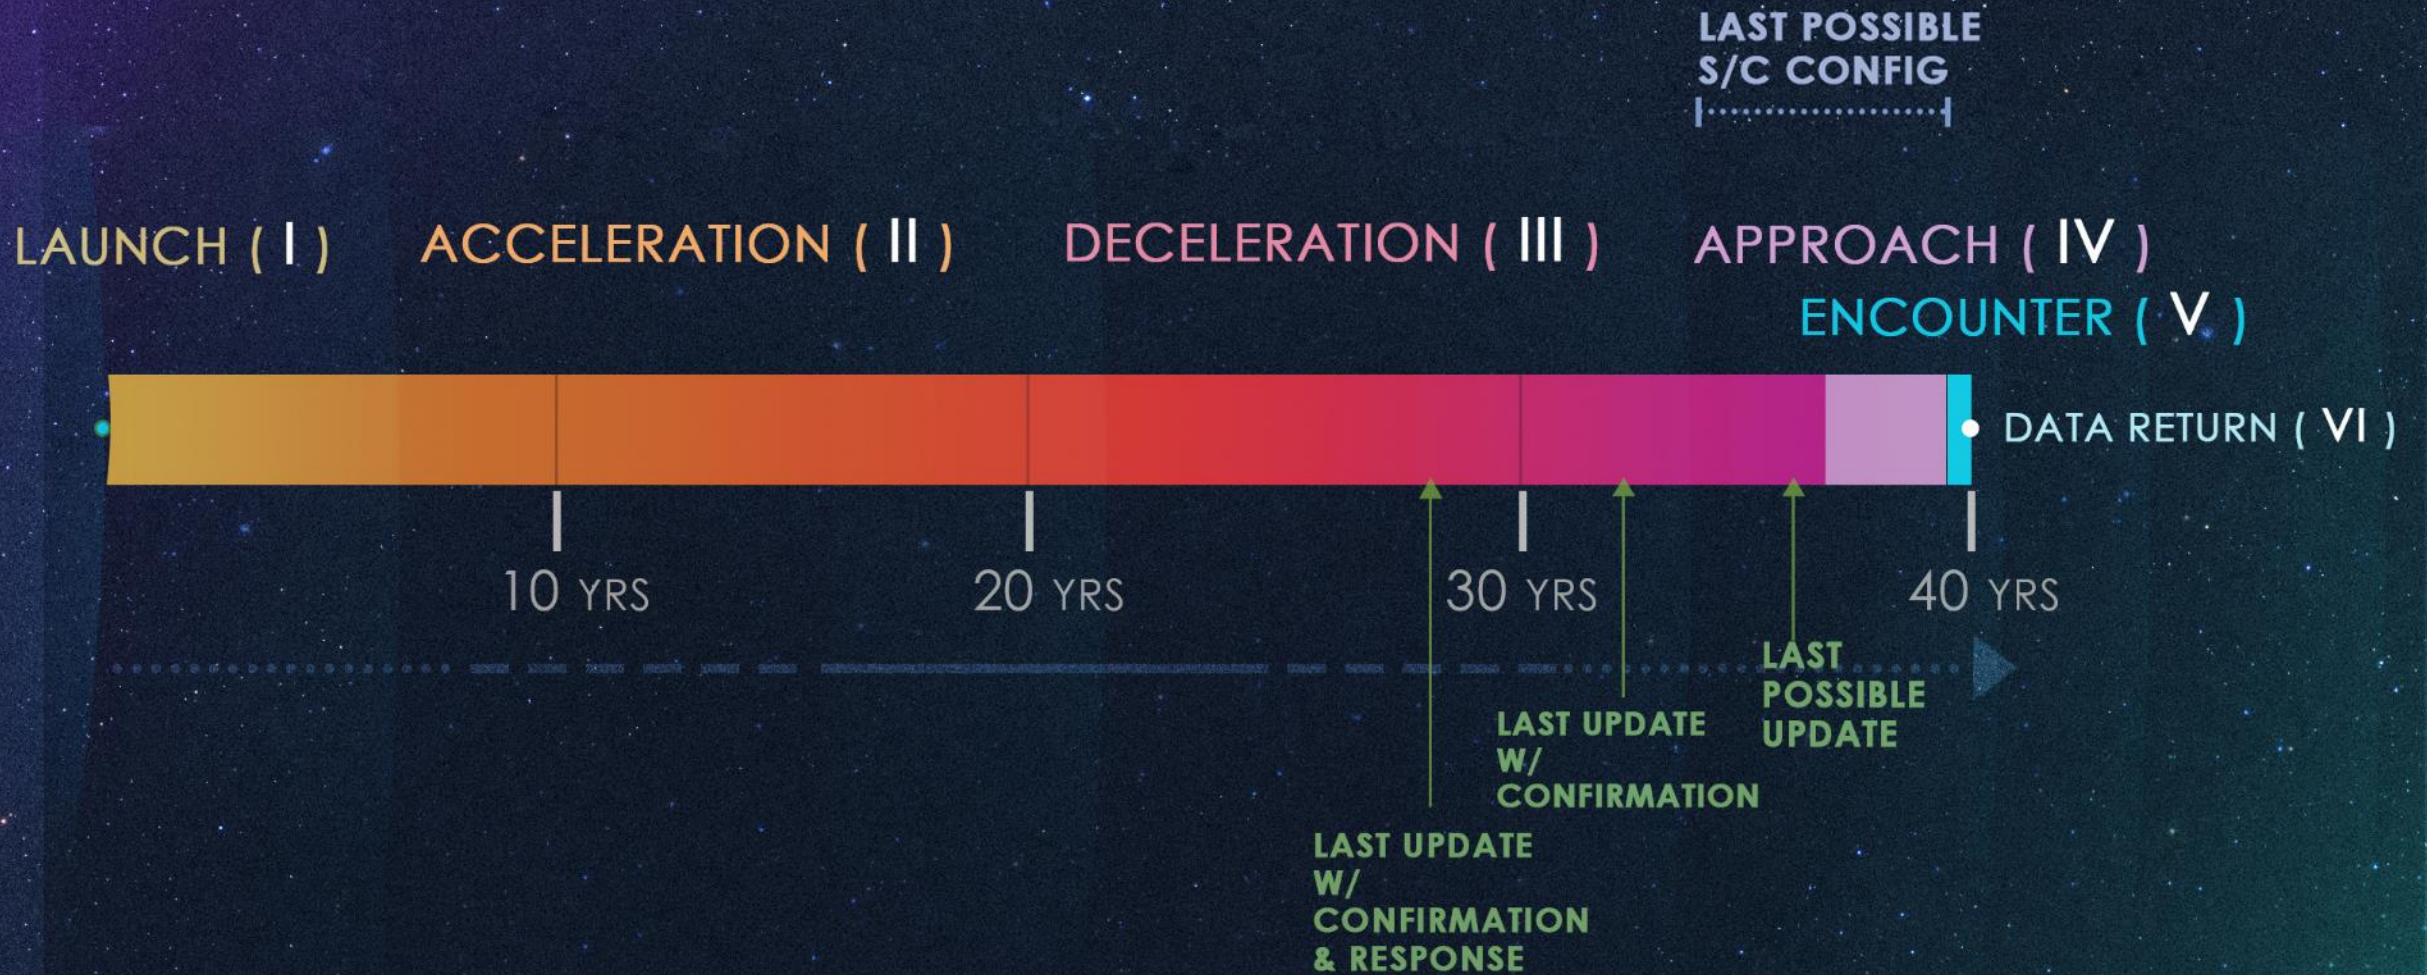 LAST POSSIBLE
S/C CONFIG
LAUNCH ( I )
ACCELERATION ( II )
DECELERATION ( III )
APPROACH ( IV )
ENCOUNTER ( V )
DATA RETURN ( VI )
10 YRS
20 YRS
30 YRS
40 YRS
LAST
POSSIBLE
UPDATE
LAST UPDATE
W/
CONFIRMATION
LAST UPDATE
W/
CONFIRMATION
& RESPONSE